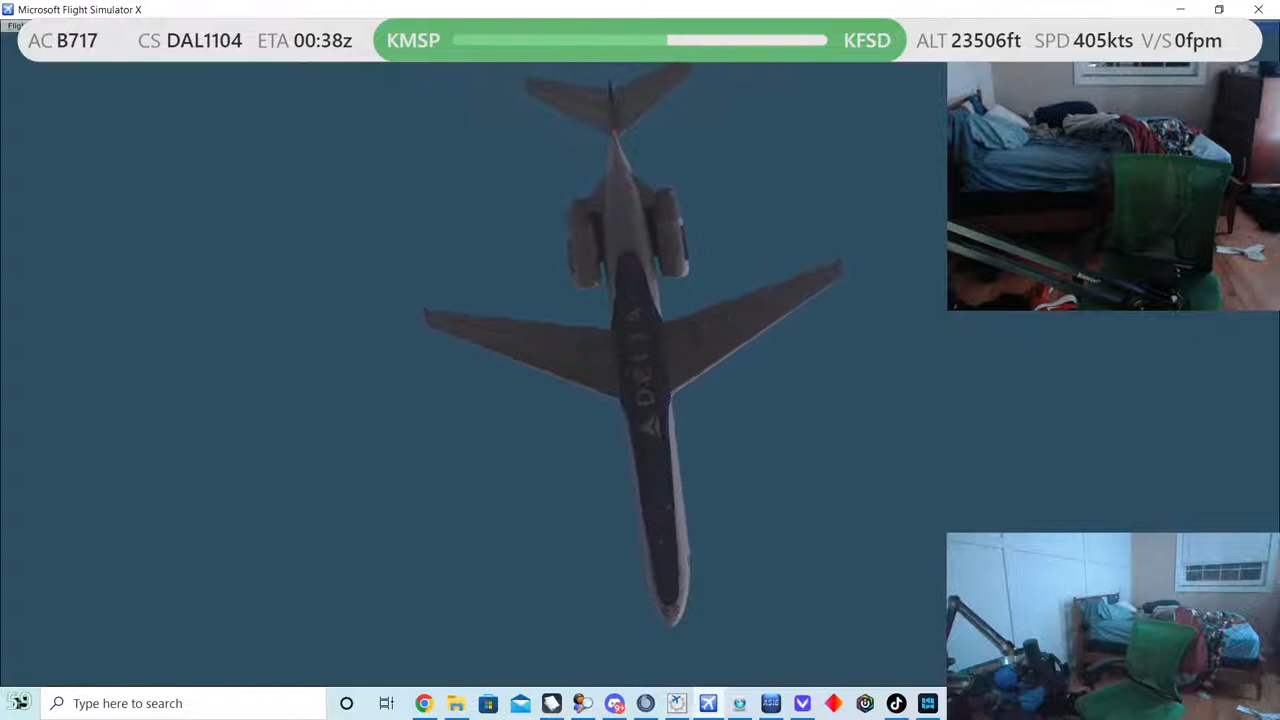 Microsoft Flight Simulator X
AC B717 CS DAL1104 ETA 00:38z KMSP KFSD ALT 23506ft SPD 405kts V/S 0fpm
DELTA
Type here to search